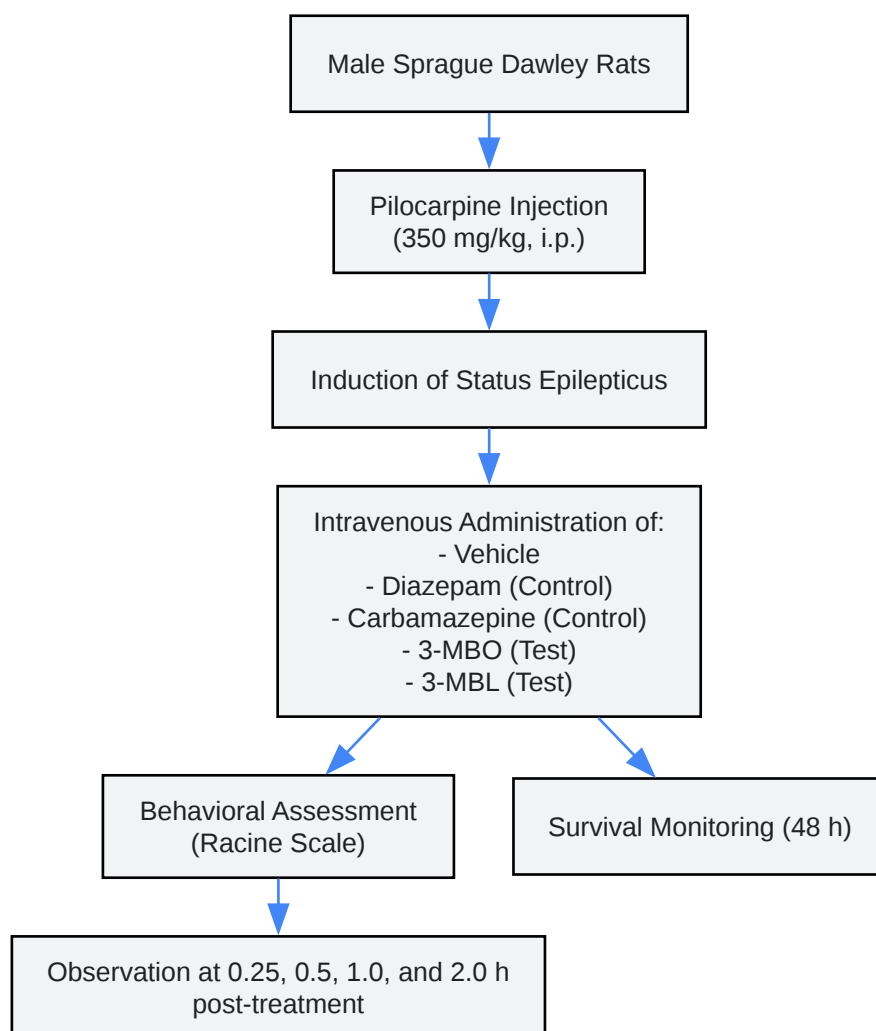 Male Sprague Dawley Rats
Pilocarpine Injection
(350 mg/kg, i.p.)
Induction of Status Epilepticus
Intravenous Administration of:
- Vehicle
- Diazepam (Control)
- Carbamazepine (Control)
- 3-MBO (Test)
- 3-MBL (Test)
Behavioral Assessment
(Racine Scale)
Survival Monitoring (48 h)
Observation at 0.25, 0.5, 1.0, and 2.0 h
post-treatment